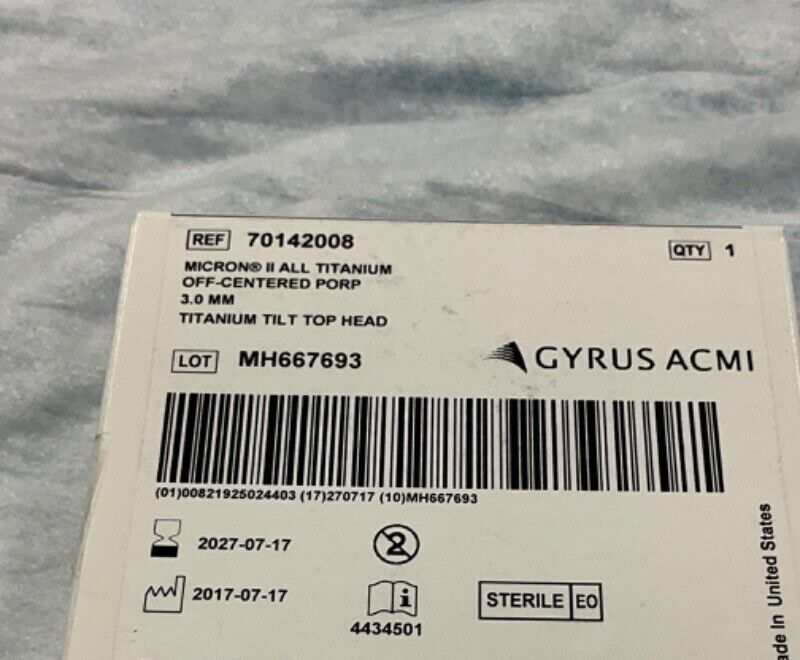 REF 70142008
QTY 1
MICRON® II ALL TITANIUM
OFF-CENTERED PORP
3.0 MM
TITANIUM TILT TOP HEAD
LOT MH667693
GYRUS ACMI
(01)00821925024403 (17)270717 (10)MH667693
2027-07-17
2
2017-07-17
i
4434501
STERILE EO
ade In United States